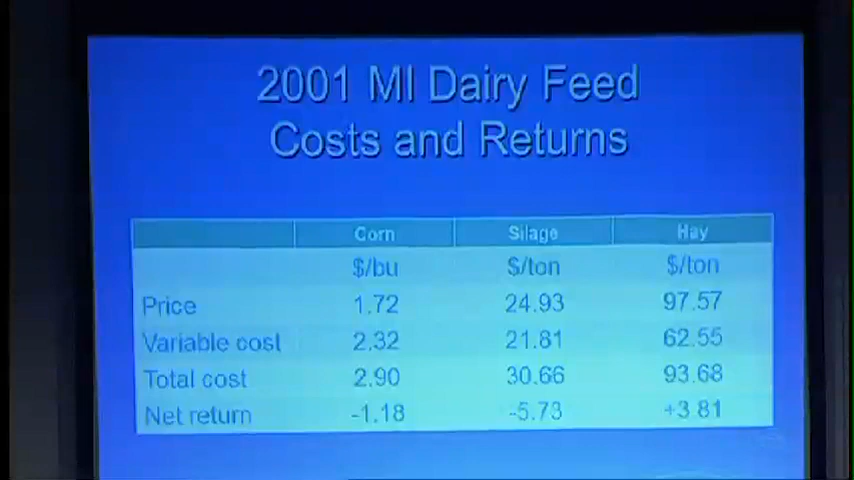 2001 MI Dairy Feed
Costs and Returns
Corn Silage Hay
$/bu $/ton $/ton
Price 1.72 24.93 97.57
Variable cost 2.32 21.81 62.55
Total cost 2.90 30.66 93.68
Net return -1.18 -5.73 +3.81